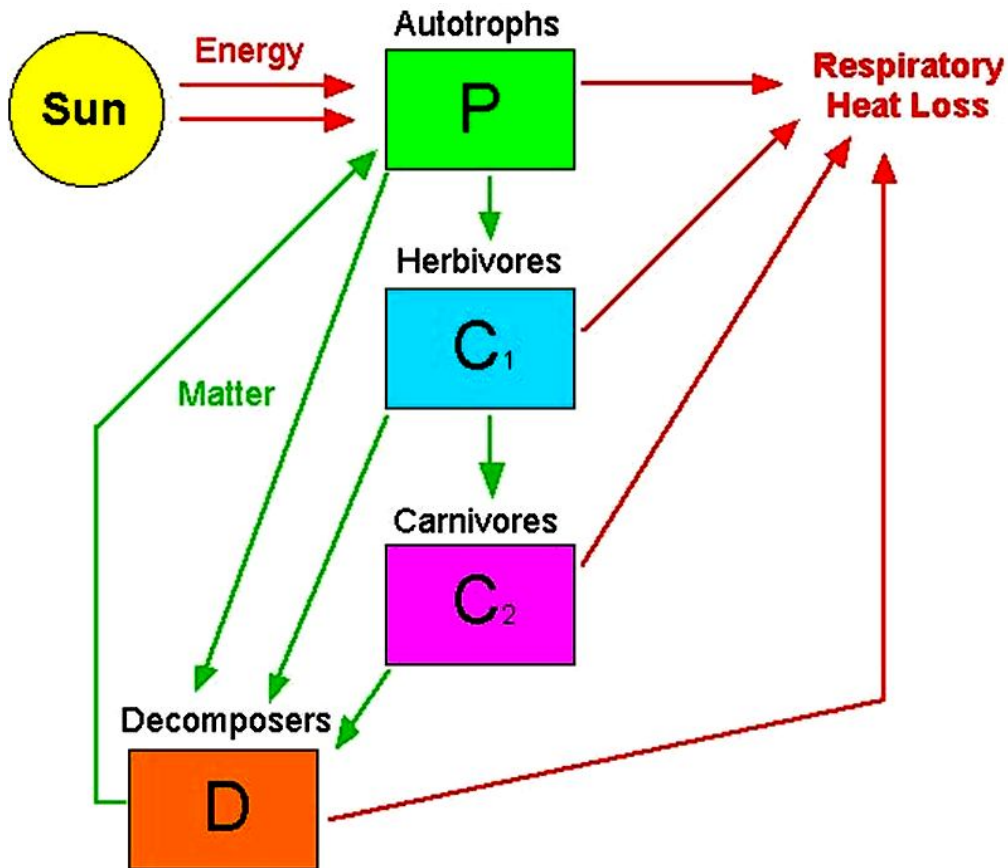 Autotrophs
Energy
Sun
P
Respiratory
Heat Loss
Herbivores
C1
Matter
Carnivores
C2
Decomposers
D